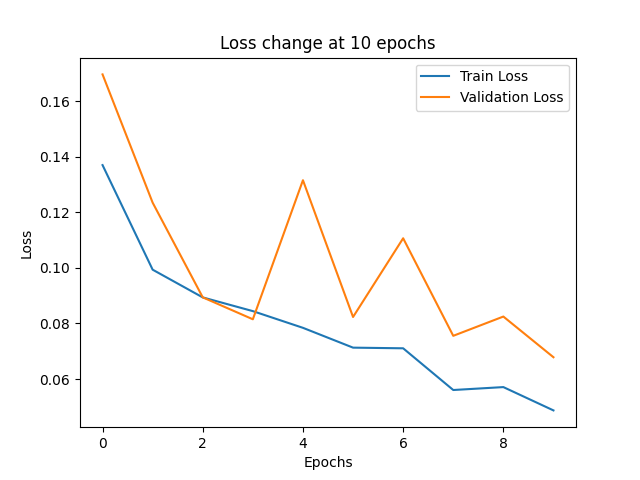 Loss change at 10 epochs
Train Loss
Validation Loss
0.16
0.14
0.12
0.10
0.08
0.06
Loss
0
2
4
6
8
Epochs